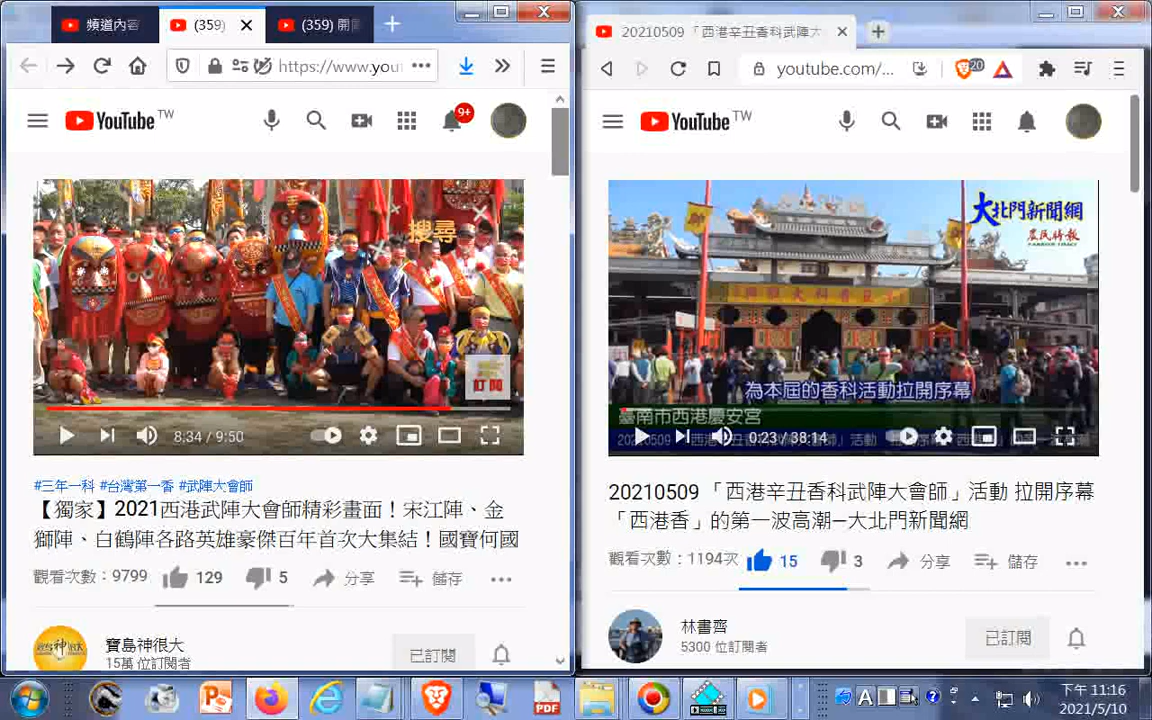 頻道內容
(359)
(359) 開
https://www.you
YouTube TW
9+
搜尋
訂閱
8:34 / 9:50
#三年一科 #台灣第一香 #武陣大會師
【獨家】2021西港武陣大會師精彩畫面！宋江陣、金
獅陣、白鶴陣各路英雄豪傑百年首次大集結！國寶何國
觀看次數：9799
129
5
分享
儲存
寶島神很大
15萬 位訂閱者
已訂閱
20210509 「西港辛丑香科武陣大
youtube.com/...
20
YouTube TW
大北門新聞網
農民時報
為本屆的香科活動拉開序幕
臺南市西港慶安宮
0:23 / 38:14
20210509 「西港辛丑香科武陣大會師」活動 拉開序幕
「西港香」的第一波高潮—大北門新聞網
觀看次數：1194次
15
3
分享
儲存
林書齊
5300 位訂閱者
已訂閱
PDF
A
下午 11:16
2021/5/10